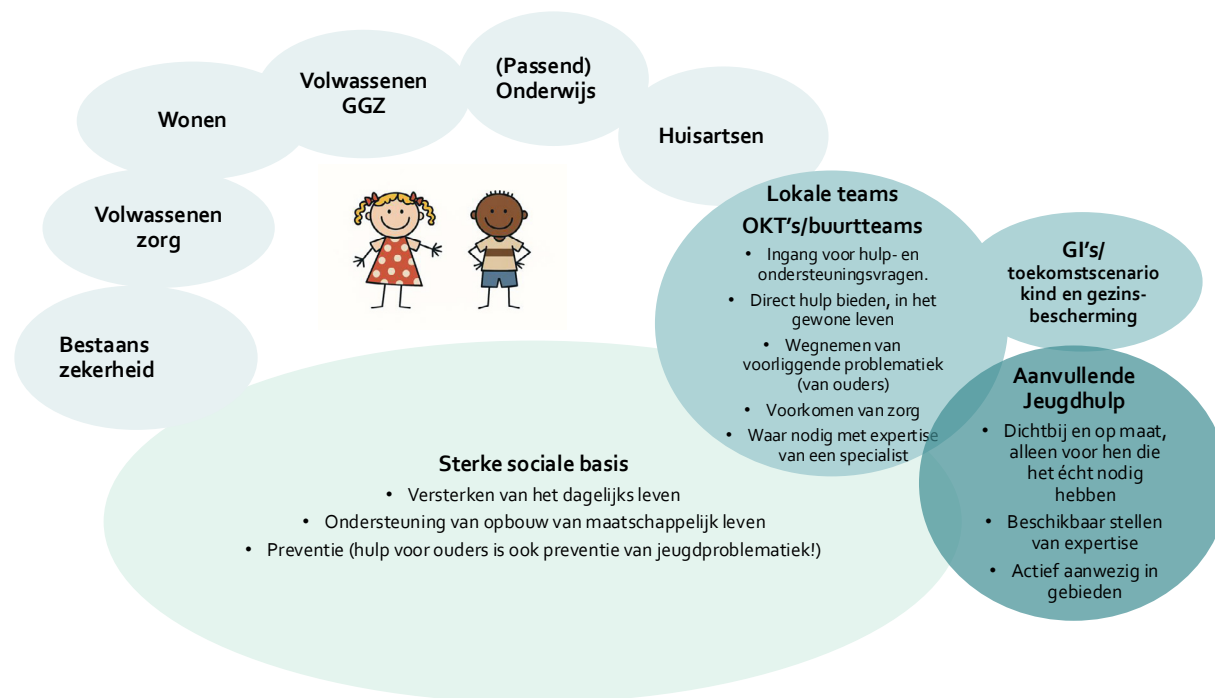 Volwassenen
GGZ
(Passend)
Onderwijs
Wonen
Huisartsen
Volwassenen
zorg
Bestaans
zekerheid
Lokale teams
OKT's/buurtteams
• Ingang voor hulp- en
ondersteuningsvragen.
• Direct hulp bieden, in het
gewone leven
• Wegnemen van
voorliggende problematiek
(van ouders)
• Voorkomen van zorg
• Waar nodig met expertise
van een specialist
GI's/
toekomstscenario
kind en gezins-
bescherming
Aanvullende
Jeugdhulp
• Dichtbij en op maat,
alleen voor hen die
het écht nodig
hebben
• Beschikbaar stellen
van expertise
• Actief aanwezig in
gebieden
Sterke sociale basis
• Versterken van het dagelijks leven
• Ondersteuning van opbouw van maatschappelijk leven
• Preventie (hulp voor ouders is ook preventie van jeugdproblematiek!)